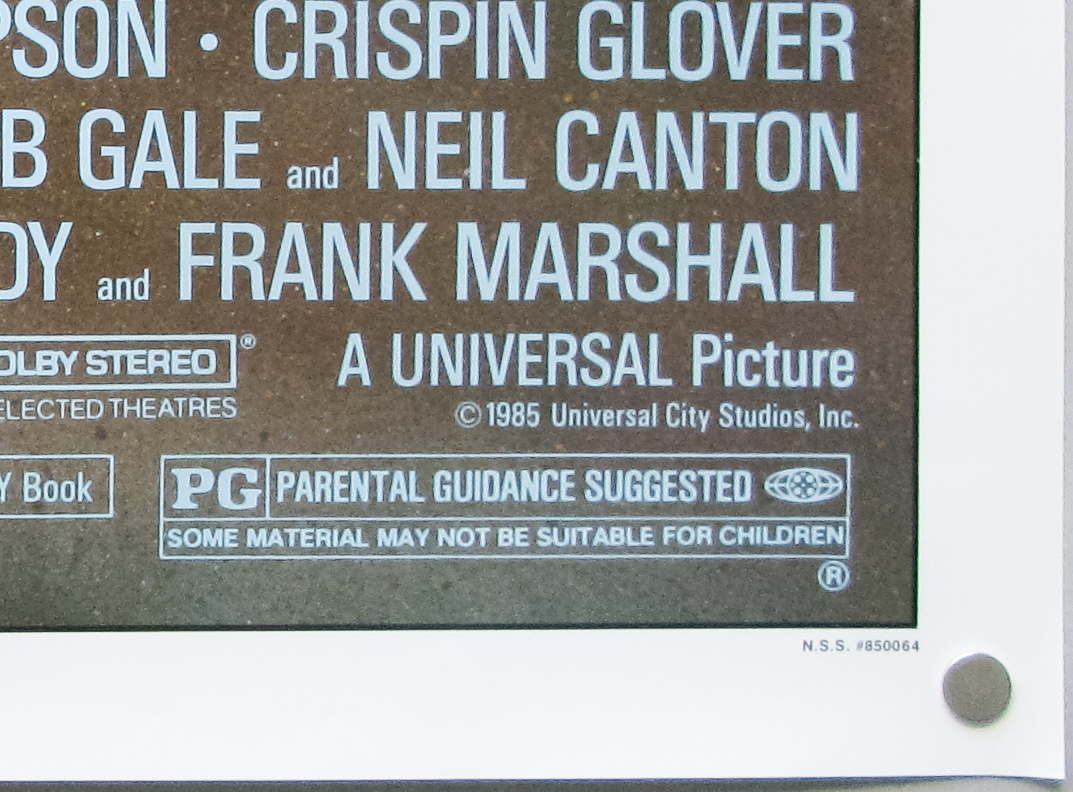 PSON • CRISPIN GLOVER
B GALE and NEIL CANTON
DY and FRANK MARSHALL
OLBY STEREO ®
ELECTED THEATRES
A UNIVERSAL Picture
© 1985 Universal City Studios, Inc.
Y Book
PG PARENTAL GUIDANCE SUGGESTED
SOME MATERIAL MAY NOT BE SUITABLE FOR CHILDREN
®
N.S.S. #850064